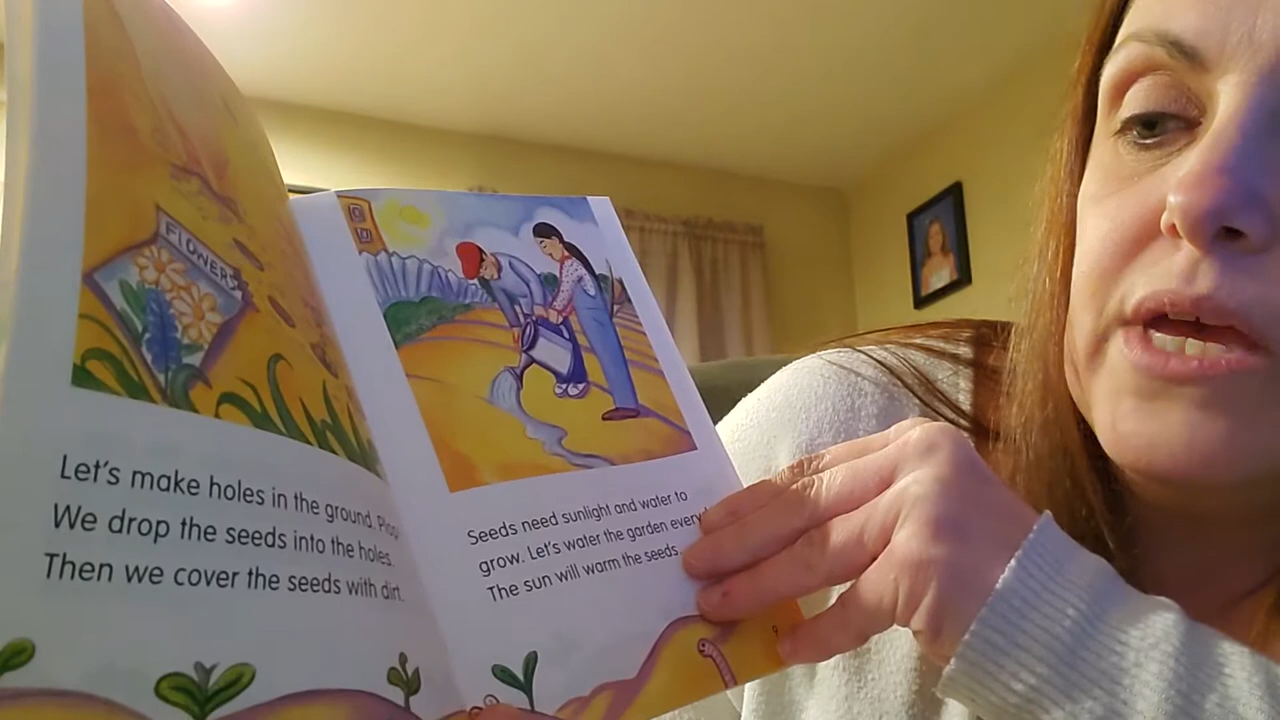 FLOWERS
Let's make holes in the ground. Plop!
We drop the seeds into the holes.
Then we cover the seeds with dirt.
Seeds need sunlight and water to
grow. Let's water the garden
The sun will warm the seeds.
9